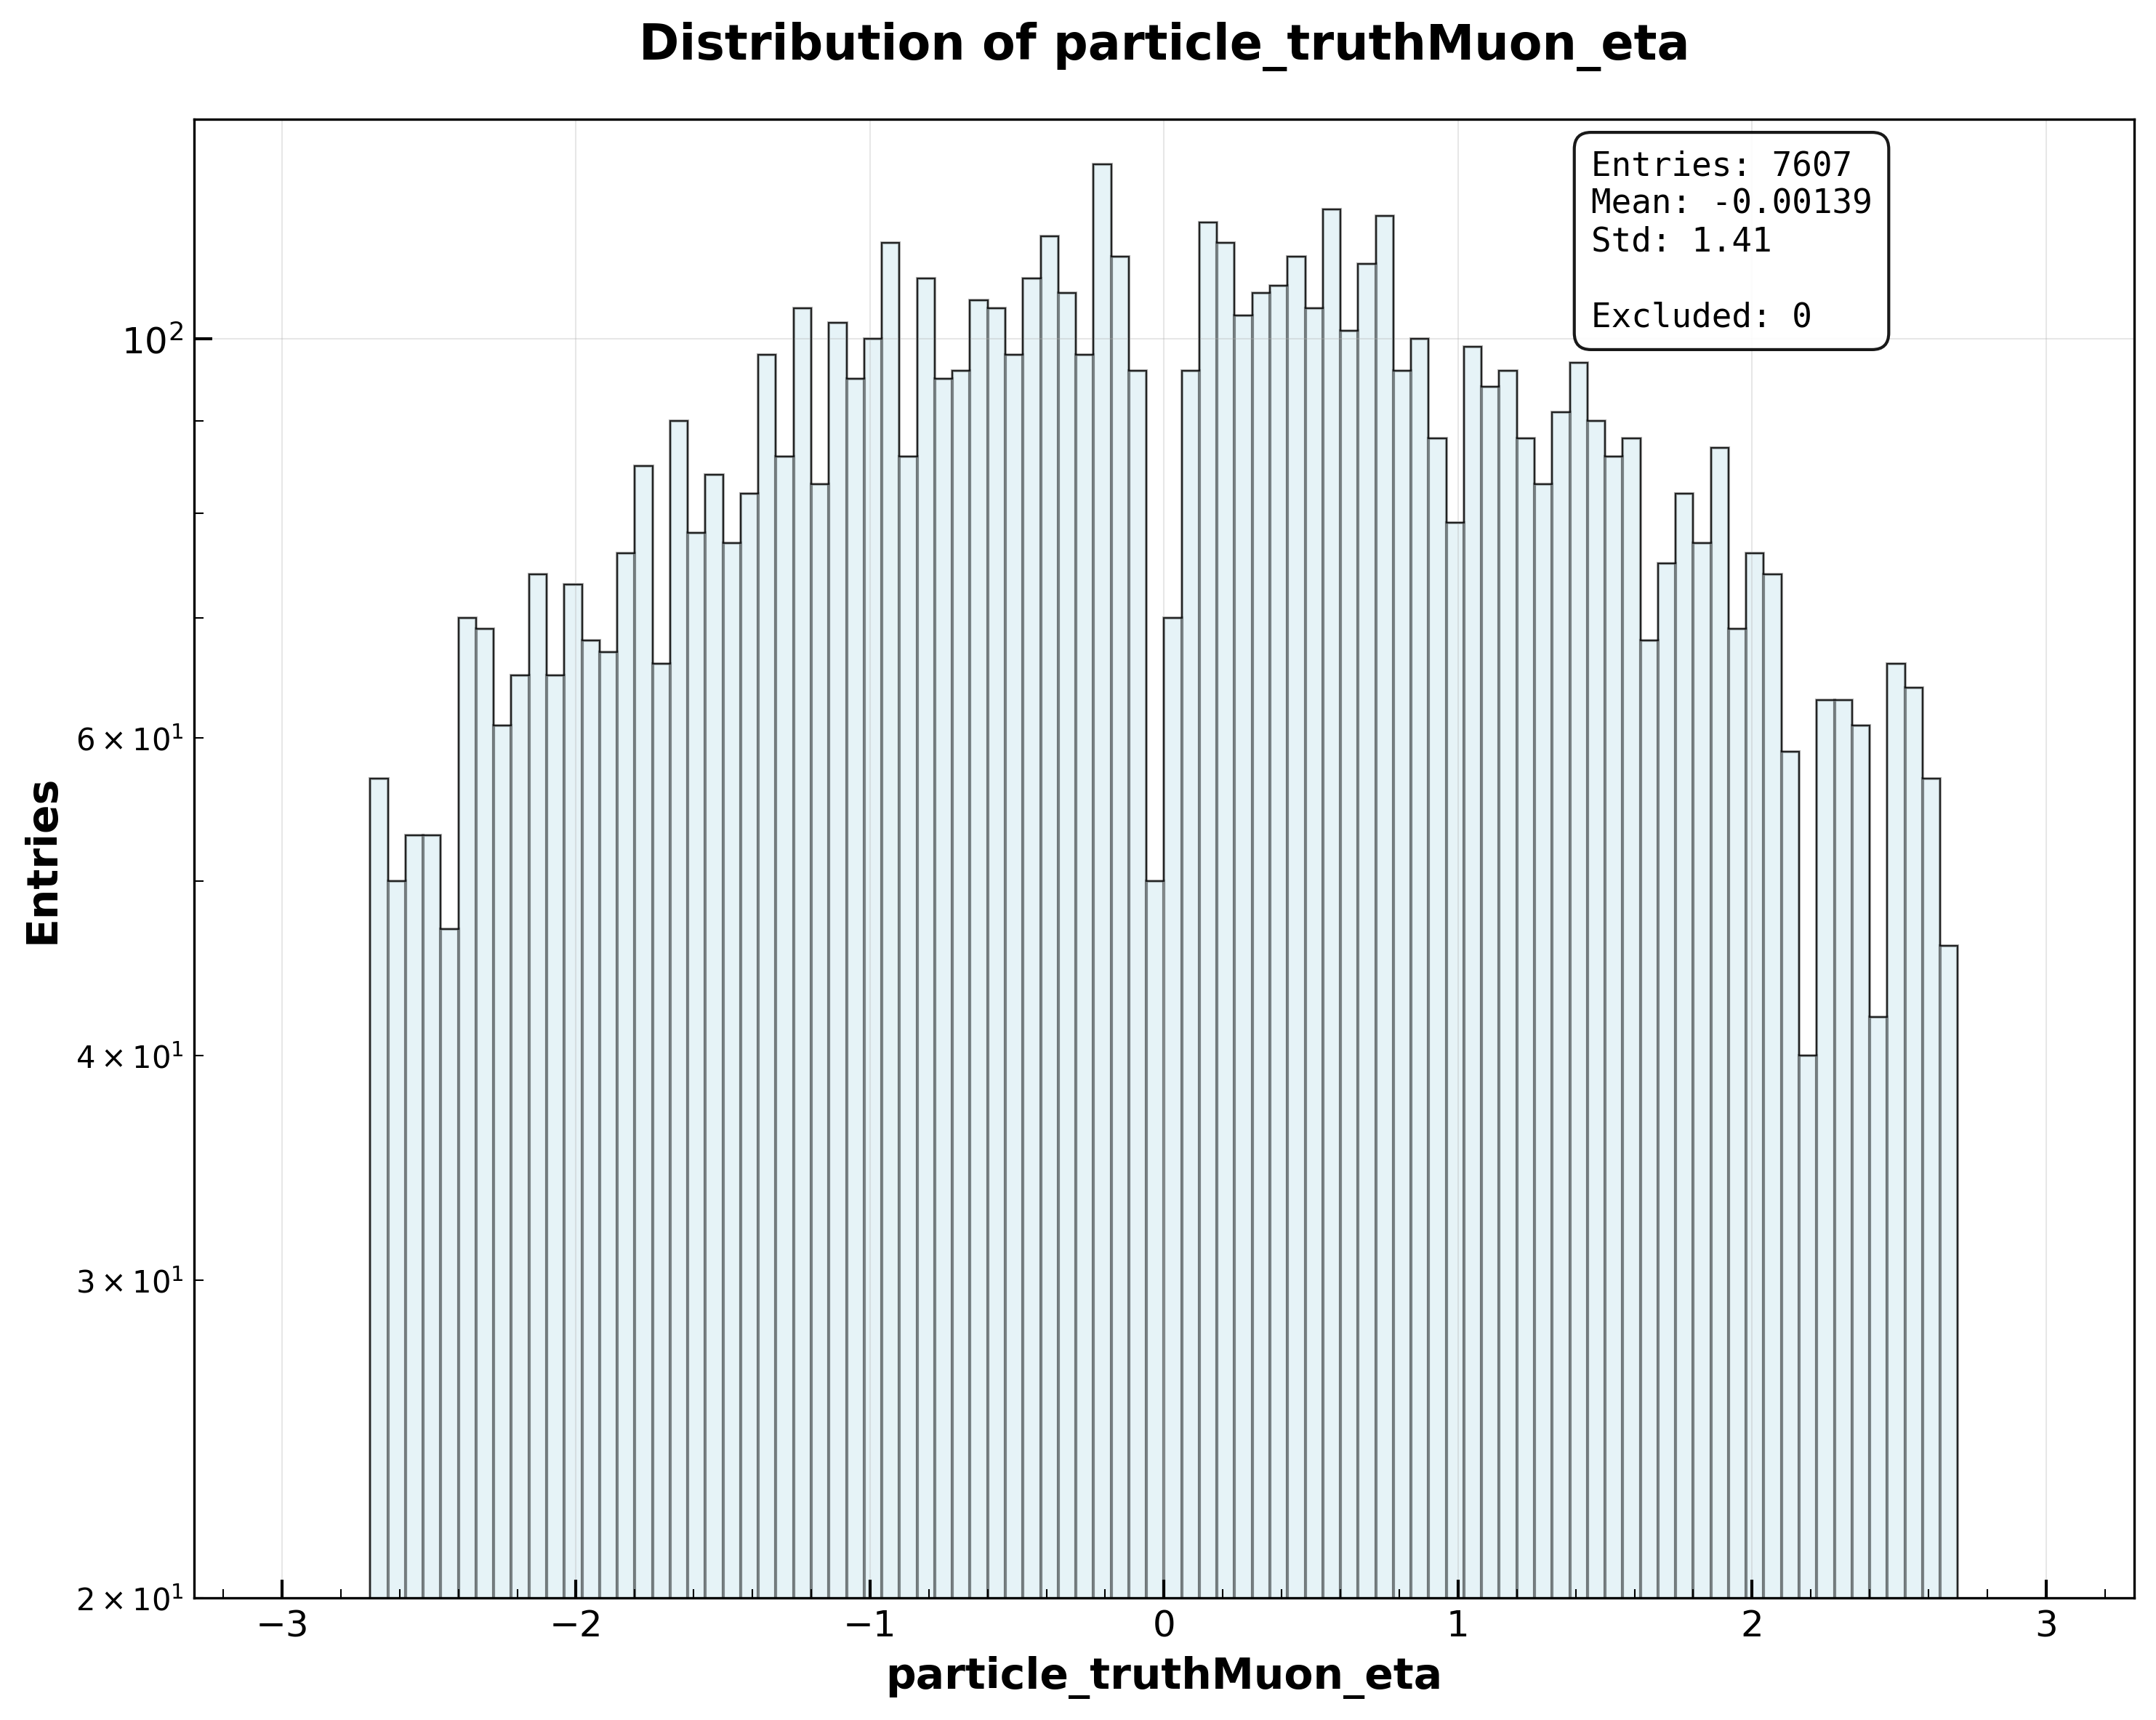 Distribution of particle_truthMuon_eta
Entries: 7607
Mean: -0.00139
Std: 1.41
Excluded: 0
10²
6 × 10¹
4 × 10¹
3 × 10¹
2 × 10¹
Entries
−3 −2 −1 0 1 2 3
particle_truthMuon_eta